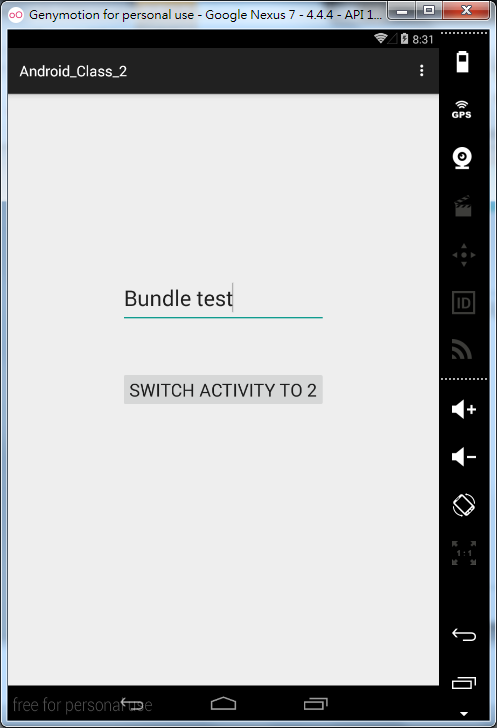 Genymotion for personal use - Google Nexus 7 - 4.4.4 - API 1...
8:31
Android_Class_2
GPS
Bundle test
ID
SWITCH ACTIVITY TO 2
1:1
free for personal use